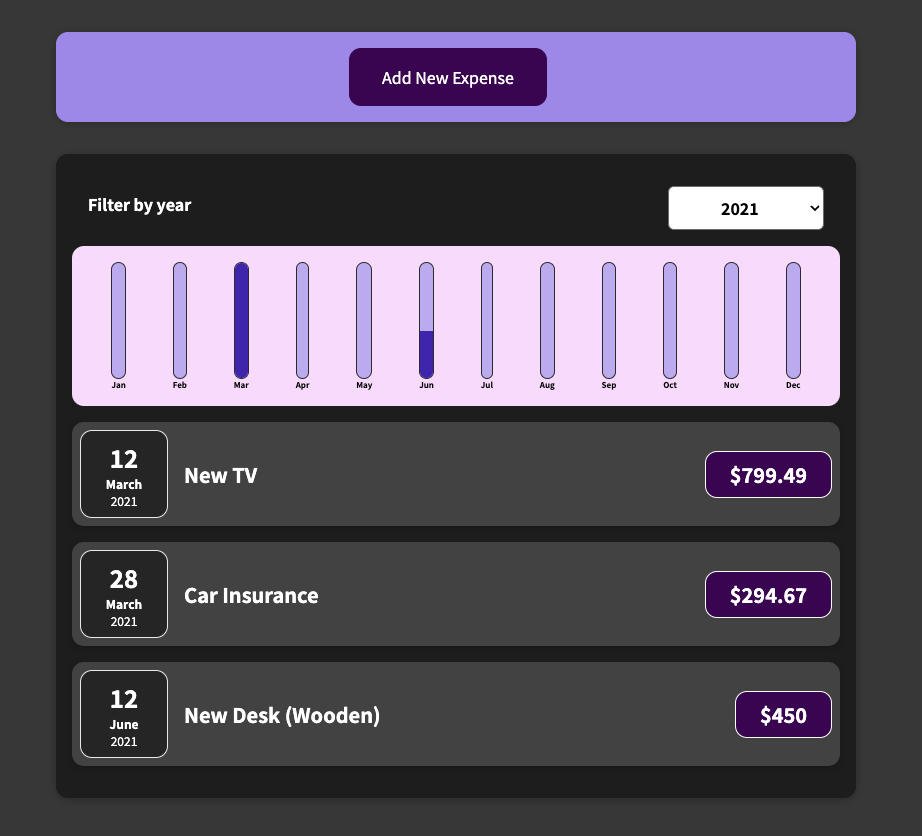 Add New Expense
Filter by year
2021
Jan Feb Mar Apr May Jun Jul Aug Sep Oct Nov Dec
12
March
2021
New TV
$799.49
28
March
2021
Car Insurance
$294.67
12
June
2021
New Desk (Wooden)
$450